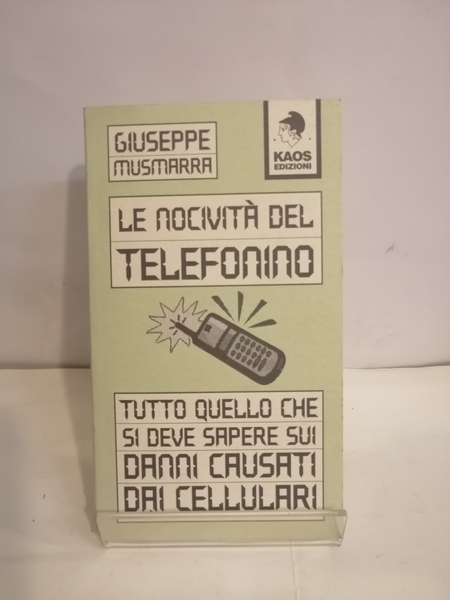 GIUSEPPE
MUSMARRA
KAOS
EDIZIONI
LE NOCIVITÀ DEL
TELEFONINO
TUTTO QUELLO CHE
SI DEVE SAPERE SUI
DANNI CAUSATI
DAI CELLULARI